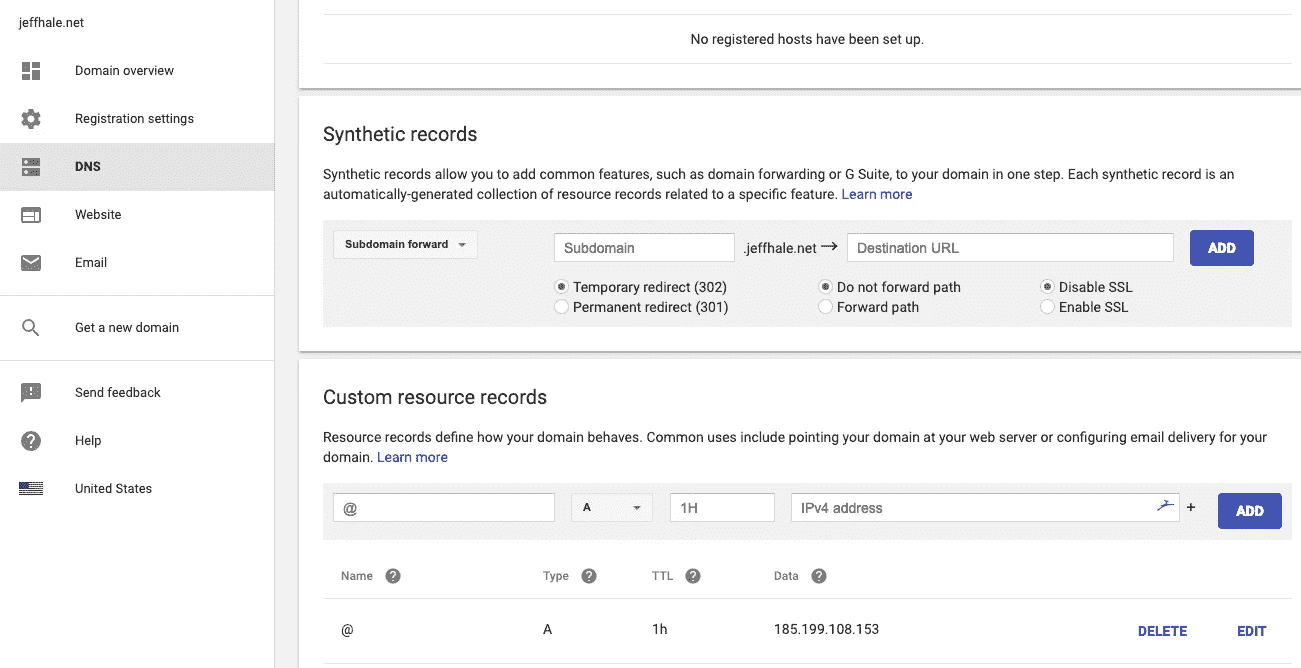 jeffhale.net
Domain overview
Registration settings
DNS
Website
Email
Get a new domain
Send feedback
Help
United States
No registered hosts have been set up.
Synthetic records
Synthetic records allow you to add common features, such as domain forwarding or G Suite, to your domain in one step. Each synthetic record is an
automatically-generated collection of resource records related to a specific feature. Learn more
Subdomain forward Subdomain .jeffhale.net → Destination URL ADD
Temporary redirect (302) Do not forward path Disable SSL
Permanent redirect (301) Forward path Enable SSL
Custom resource records
Resource records define how your domain behaves. Common uses include pointing your domain at your web server or configuring email delivery for your
domain. Learn more
@ A 1H IPv4 address + ADD
Name ? Type ? TTL ? Data ?
@ A 1h 185.199.108.153 DELETE EDIT